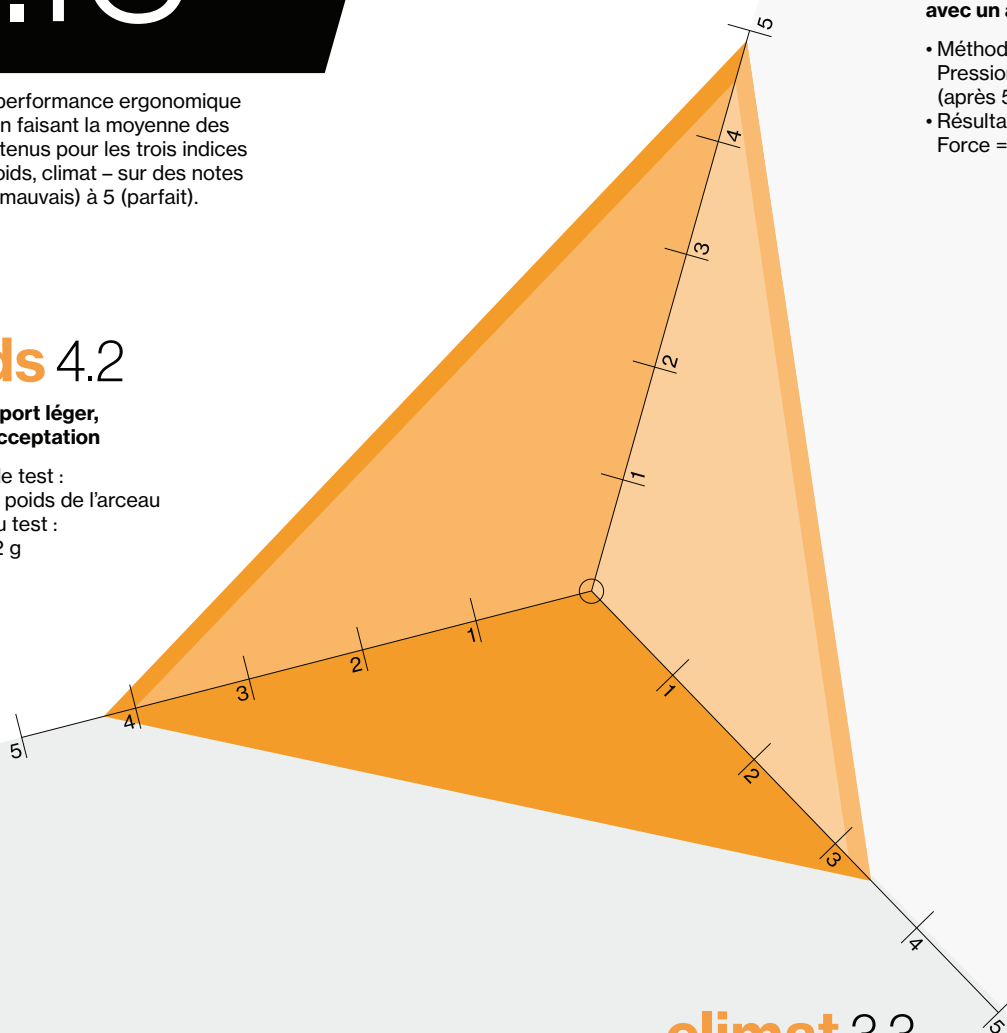 performance ergonomique
n faisant la moyenne des
tenus pour les trois indices
oids, climat – sur des notes
mauvais) à 5 (parfait).
ds 4.2
port léger,
cceptation
le test :
poids de l'arceau
u test :
2 g
avec un a
• Méthod
Pression
(après 5
• Résulta
Force =
5
4
3
2
1
1
2
3
4
5
1
2
3
4
5
climat 3.3